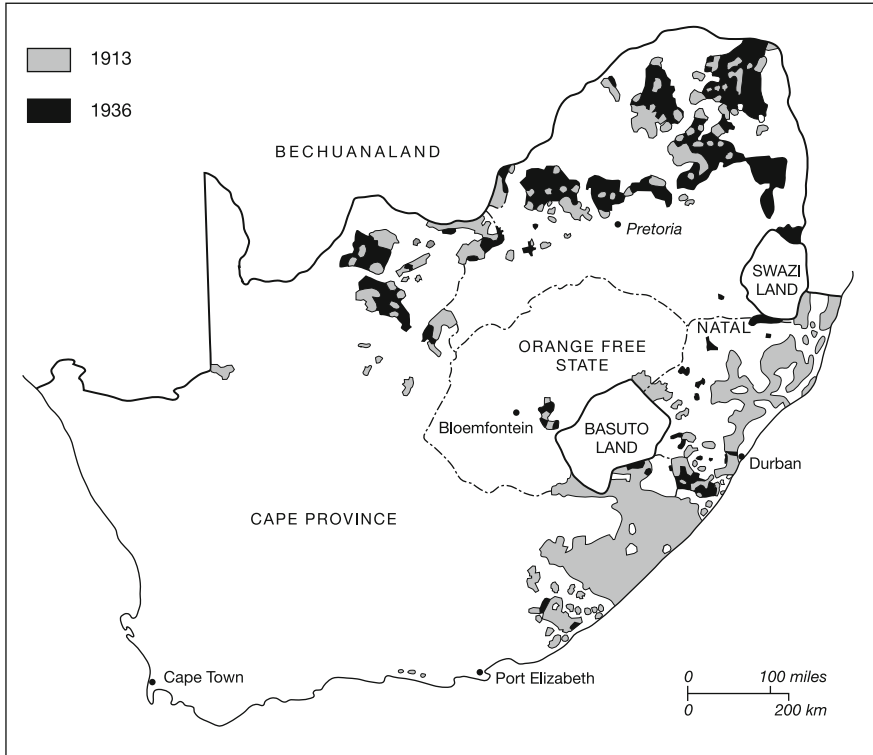 1913
1936
BECHUANALAND
Pretoria
SWAZI
LAND
NATAL
ORANGE FREE
STATE
Bloemfontein
BASUTO
LAND
Durban
CAPE PROVINCE
Cape Town
Port Elizabeth
0 100 miles
0 200 km